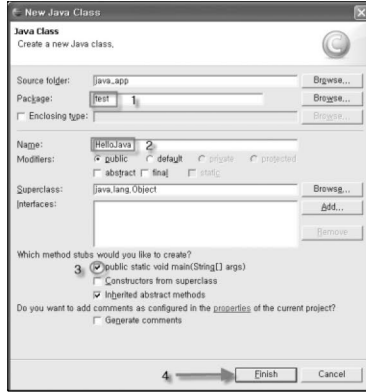 New Java Class
Java Class
Create a new Java class.
Source folder: java_app Browse...
Package: test 1 Browse...
Enclosing type: Browse...
Name: HelloJava 2
Modifiers: public default private protected
abstract final static
Superclass: java.lang.Object Browse...
Interfaces: Add...
Remove
Which method stubs would you like to create?
3 public static void main(String[] args)
Constructors from superclass
Inherited abstract methods
Do you want to add comments as configured in the properties of the current project?
Generate comments
4 Finish Cancel